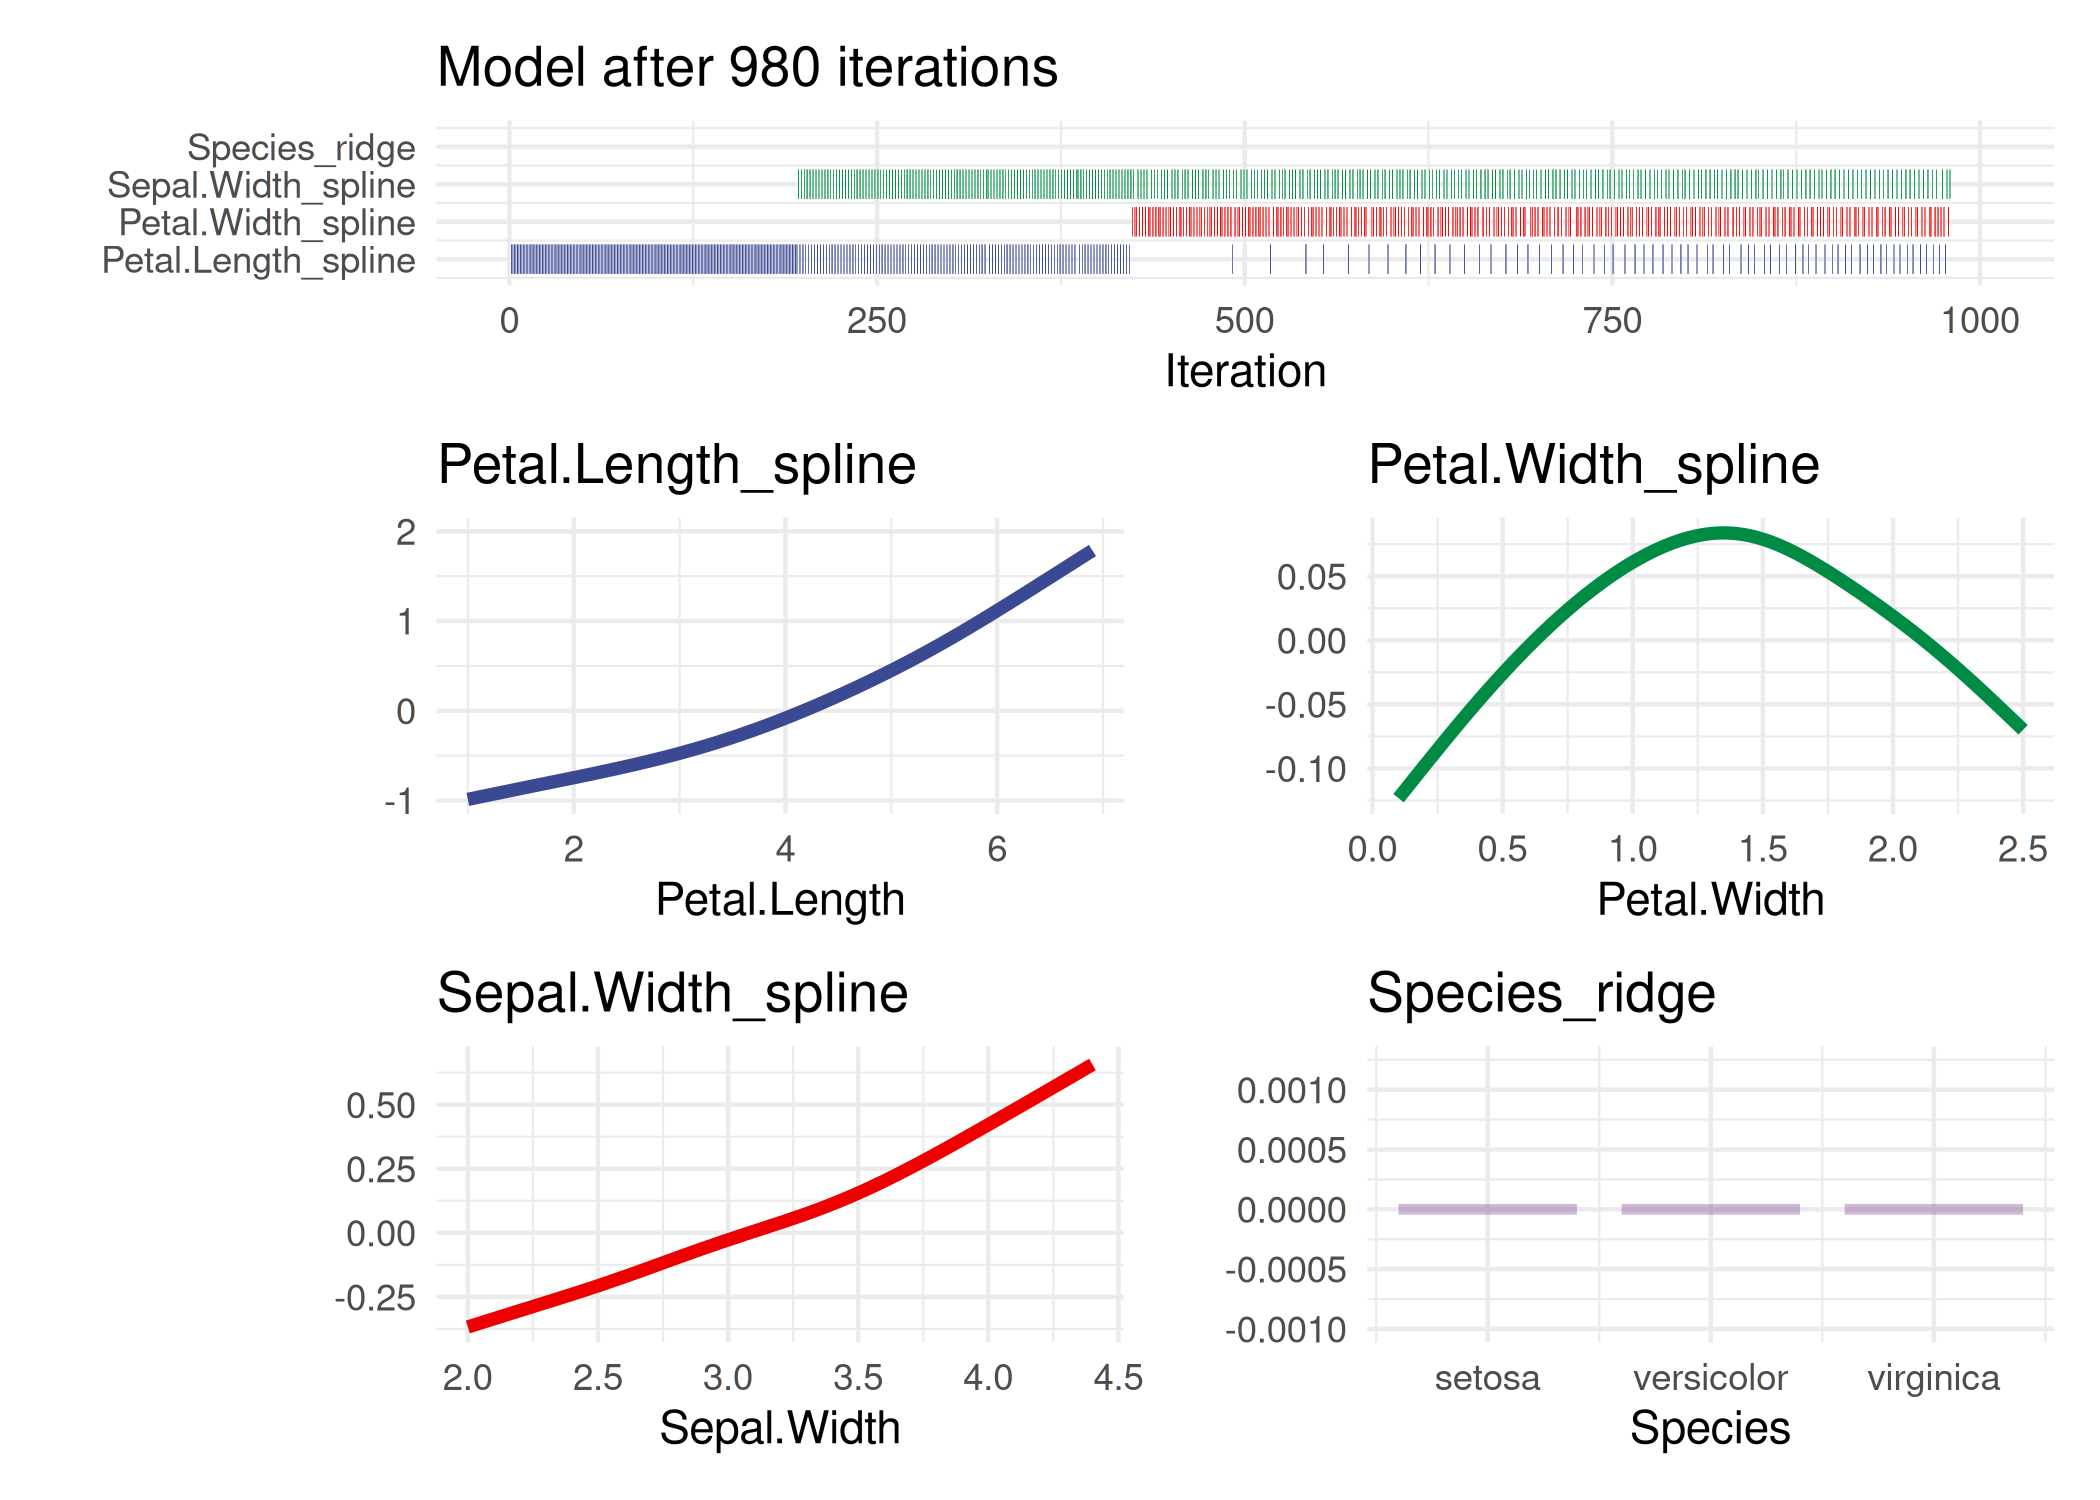 Model after 980 iterations
Species_ridge
Sepal.Width_spline
Petal.Width_spline
Petal.Length_spline
0 250 500 750 1000
Iteration
Petal.Length_spline
2
1
0
-1
2 4 6
Petal.Length
Petal.Width_spline
0.05
0.00
-0.05
-0.10
0.0 0.5 1.0 1.5 2.0 2.5
Petal.Width
Sepal.Width_spline
0.50
0.25
0.00
-0.25
2.0 2.5 3.0 3.5 4.0 4.5
Sepal.Width
Species_ridge
0.0010
0.0005
0.0000
-0.0005
-0.0010
setosa versicolor virginica
Species